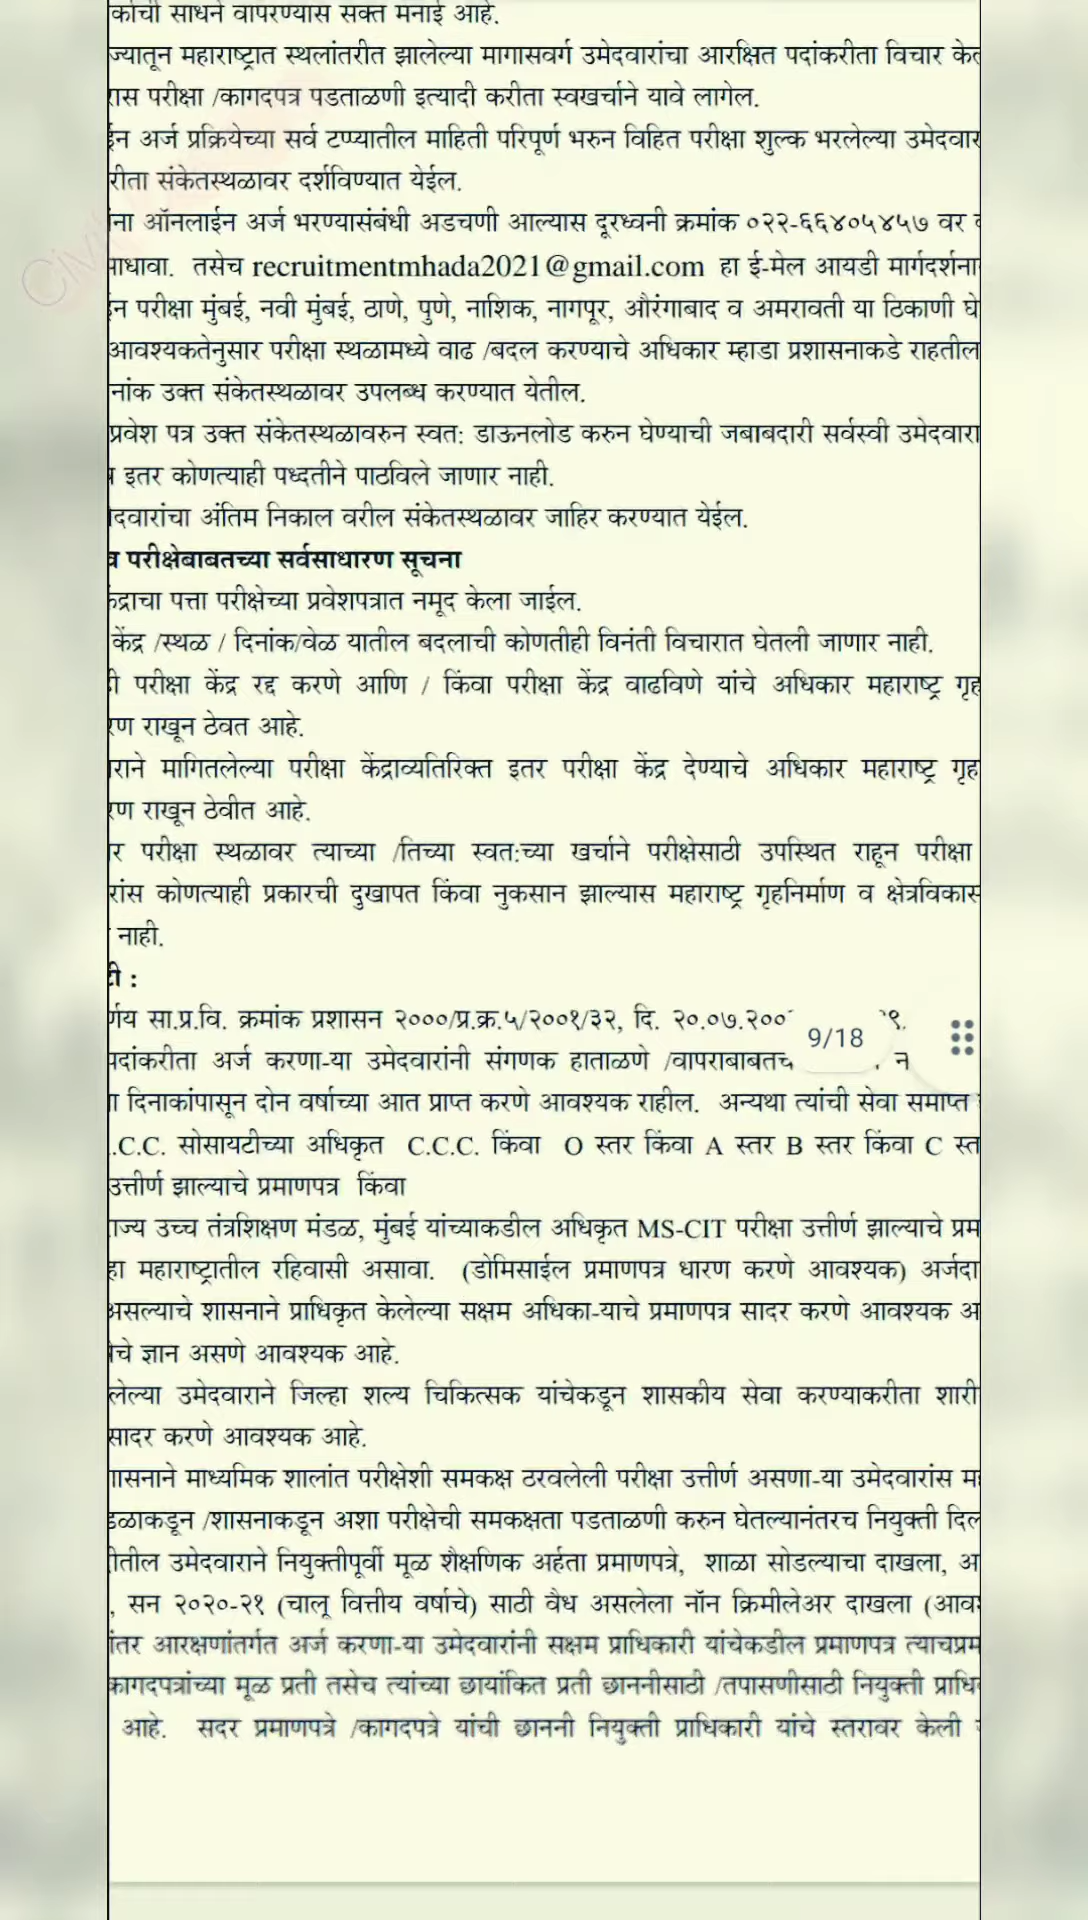 कोची साधने वापरण्यास सक्त मनाई आहे.
ज्यातून महाराष्ट्रात स्थलांतरीत झालेल्या मागासवर्ग उमेदवारांचा आरक्षित पदांकरीता विचार के
रास परीक्षा /कागदपत्र पडताळणी इत्यादी करीता स्वखर्चाने यावे लागेल.
ईन अर्ज प्रक्रियेच्या सर्व टप्प्यातील माहिती परिपूर्ण भरुन विहित परीक्षा शुल्क भरलेल्या उमेदवार
रीता संकेतस्थळावर दर्शविण्यात येईल.
ना ऑनलाईन अर्ज भरण्यासंबंधी अडचणी आल्यास दूरध्वनी क्रमांक ०२२-६६४०५४५७ वर
Civil
साधावा. तसेच recruitmentmhada2021@gmail.com हा ई-मेल आयडी मार्गदर्शना
ईन परीक्षा मुंबई, नवी मुंबई, ठाणे, पुणे, नाशिक, नागपूर, औरंगाबाद व अमरावती या ठिकाणी घे
आवश्यकतेनुसार परीक्षा स्थळामध्ये वाढ /बदल करण्याचे अधिकार म्हाडा प्रशासनाकडे राहतील
नांक उक्त संकेतस्थळावर उपलब्ध करण्यात येतील.
प्रवेश पत्र उक्त संकेतस्थळावरुन स्वत: डाऊनलोड करुन घेण्याची जबाबदारी सर्वस्वी उमेदवारा
इतर कोणत्याही पध्दतीने पाठविले जाणार नाही.
दवारांचा अंतिम निकाल वरील संकेतस्थळावर जाहिर करण्यात येईल.
व परीक्षेबाबतच्या सर्वसाधारण सूचना
केंद्राचा पत्ता परीक्षेच्या प्रवेशपत्रात नमूद केला जाईल.
केंद्र /स्थळ / दिनांक/वेळ यातील बदलाची कोणतीही विनंती विचारात घेतली जाणार नाही.
ही परीक्षा केंद्र रद्द करणे आणि / किंवा परीक्षा केंद्र वाढविणे यांचे अधिकार महाराष्ट्र गृह
रण राखून ठेवत आहे.
राने मागितलेल्या परीक्षा केंद्राव्यतिरिक्त इतर परीक्षा केंद्र देण्याचे अधिकार महाराष्ट्र गृह
रण राखून ठेवीत आहे.
र परीक्षा स्थळावर त्याच्या /तिच्या स्वत:च्या खर्चाने परीक्षेसाठी उपस्थित राहून परीक्षा
रांस कोणत्याही प्रकारची दुखापत किंवा नुकसान झाल्यास महाराष्ट्र गृहनिर्माण व क्षेत्रविकास
नाही.
टी :
र्णय सा.प्र.वि. क्रमांक प्रशासन २०००/प्र.क्र.५/२००१/३२, दि. २०.०७.२००
9/18
पदांकरीता अर्ज करणा-या उमेदवारांनी संगणक हाताळणे /वापराबाबतच
दिनाकांपासून दोन वर्षाच्या आत प्राप्त करणे आवश्यक राहील. अन्यथा त्यांची सेवा समाप्त
.C.C. सोसायटीच्या अधिकृत C.C.C. किंवा O स्तर किंवा A स्तर B स्तर किंवा C स्त
उत्तीर्ण झाल्याचे प्रमाणपत्र किंवा
राज्य उच्च तंत्रशिक्षण मंडळ, मुंबई यांच्याकडील अधिकृत MS-CIT परीक्षा उत्तीर्ण झाल्याचे प्रम
हा महाराष्ट्रातील रहिवासी असावा. (डोमिसाईल प्रमाणपत्र धारण करणे आवश्यक) अर्जदा
असल्याचे शासनाने प्राधिकृत केलेल्या सक्षम अधिका-याचे प्रमाणपत्र सादर करणे आवश्यक अ
चे ज्ञान असणे आवश्यक आहे.
लेल्या उमेदवाराने जिल्हा शल्य चिकित्सक यांचेकडून शासकीय सेवा करण्याकरीता शारी
सादर करणे आवश्यक आहे.
शासनाने माध्यमिक शालांत परीक्षेशी समकक्ष ठरवलेली परीक्षा उत्तीर्ण असणा-या उमेदवारांस म
डळाकडून /शासनाकडून अशा परीक्षेची समकक्षता पडताळणी करुन घेतल्यानंतरच नियुक्ती दिल
तील उमेदवाराने नियुक्तीपूर्वी मूळ शैक्षणिक अर्हता प्रमाणपत्रे, शाळा सोडल्याचा दाखला, अ
, सन २०२०-२१ (चालू वित्तीय वर्षाचे) साठी वैध असलेला नॉन क्रिमीलेअर दाखला (आव
ांतर आरक्षणांतर्गत अर्ज करणा-या उमेदवारांनी सक्षम प्राधिकारी यांचेकडील प्रमाणपत्र त्याचप्रम
कागदपत्रांच्या मूळ प्रती तसेच त्यांच्या छायांकित प्रती छाननीसाठी /तपासणीसाठी नियुक्ती प्राधि
आहे. सदर प्रमाणपत्रे /कागदपत्रे यांची छाननी नियुक्ती प्राधिकारी यांचे स्तरावर केली